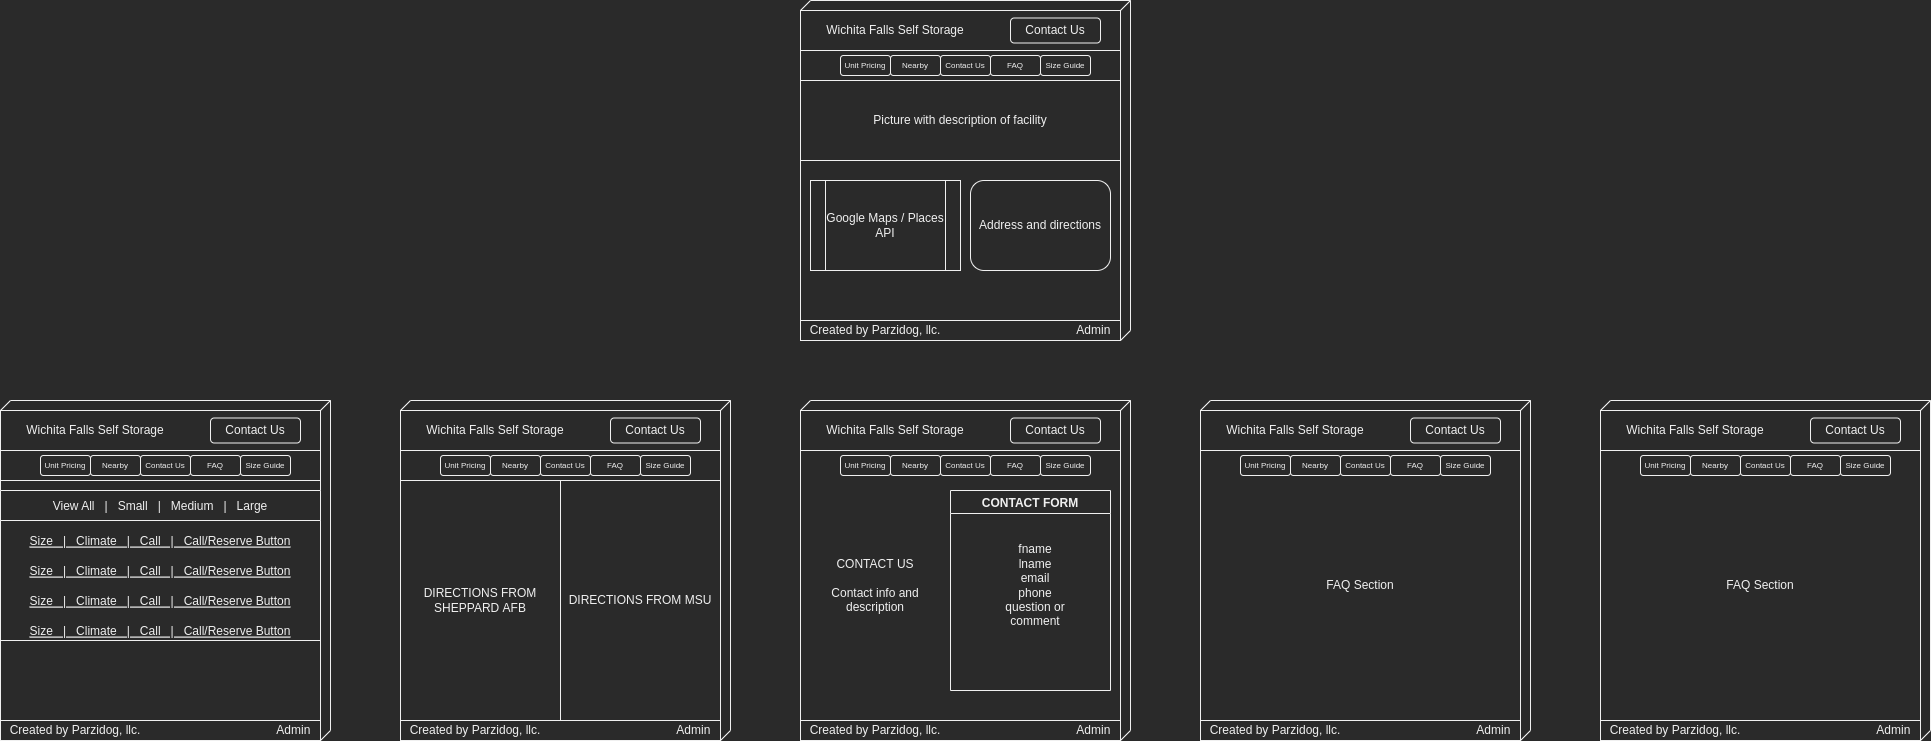 Wichita Falls Self Storage
Contact Us
Unit Pricing
Nearby
Contact Us
FAQ
Size Guide
Picture with description of facility
Google Maps / Places
API
Address and directions
Created by Parzidog, llc.
Admin
Wichita Falls Self Storage
Contact Us
Unit Pricing
Nearby
Contact Us
FAQ
Size Guide
View All | Small | Medium | Large
Size | Climate | Call | Call/Reserve Button
Size | Climate | Call | Call/Reserve Button
Size | Climate | Call | Call/Reserve Button
Size | Climate | Call | Call/Reserve Button
Created by Parzidog, llc.
Admin
Wichita Falls Self Storage
Contact Us
Unit Pricing
Nearby
Contact Us
FAQ
Size Guide
DIRECTIONS FROM
SHEPPARD AFB
DIRECTIONS FROM MSU
Created by Parzidog, llc.
Admin
Wichita Falls Self Storage
Contact Us
Unit Pricing
Nearby
Contact Us
FAQ
Size Guide
CONTACT US
Contact info and
description
CONTACT FORM
fname
lname
email
phone
question or
comment
Created by Parzidog, llc.
Admin
Wichita Falls Self Storage
Contact Us
Unit Pricing
Nearby
Contact Us
FAQ
Size Guide
FAQ Section
Created by Parzidog, llc.
Admin
Wichita Falls Self Storage
Contact Us
Unit Pricing
Nearby
Contact Us
FAQ
Size Guide
FAQ Section
Created by Parzidog, llc.
Admin